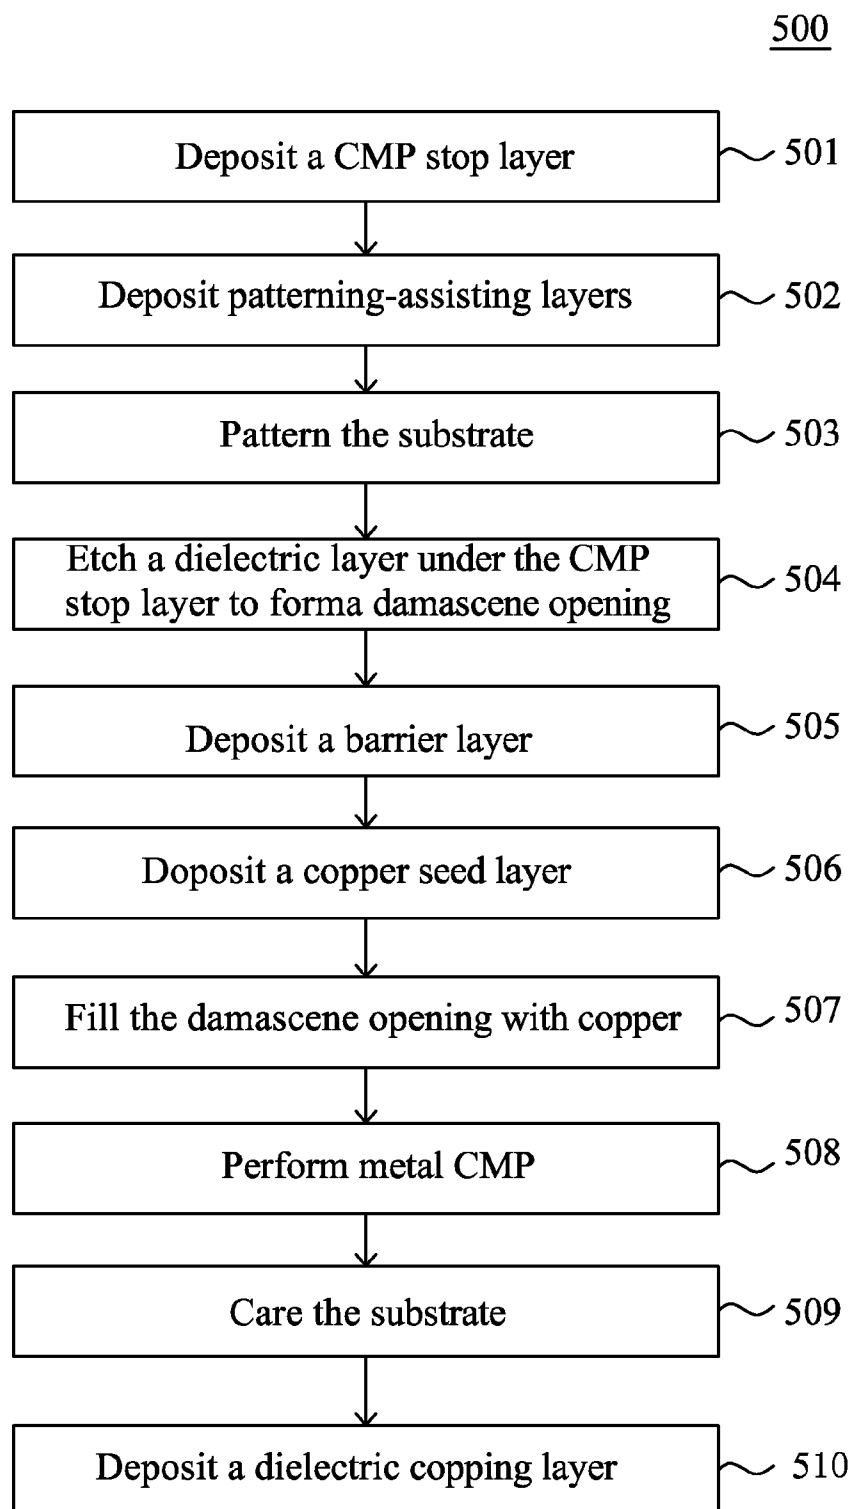 500
Deposit a CMP stop layer
501
Deposit patterning-assisting layers
502
Pattern the substrate
503
Etch a dielectric layer under the CMP
stop layer to forma damascene opening
504
Deposit a barrier layer
505
Doposit a copper seed layer
506
Fill the damascene opening with copper
507
Perform metal CMP
508
Care the substrate
509
Deposit a dielectric copping layer
510